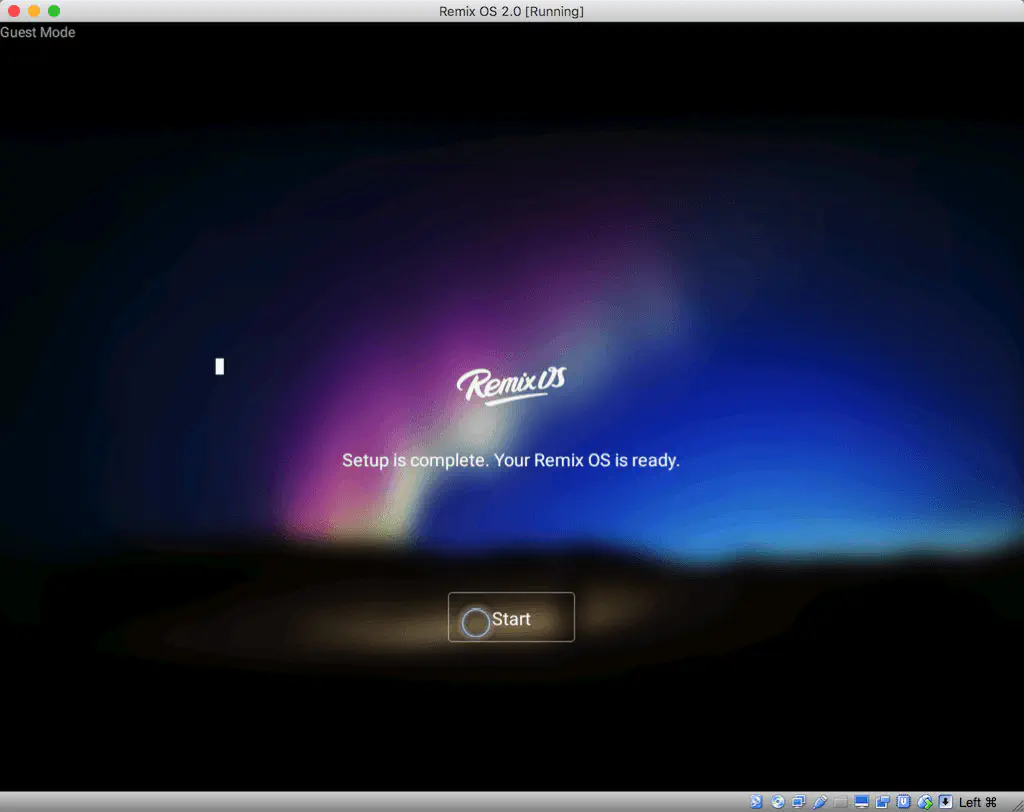 Remix OS 2.0 [Running]
Guest Mode
Remix OS
Setup is complete. Your Remix OS is ready.
Start
Left ⌘